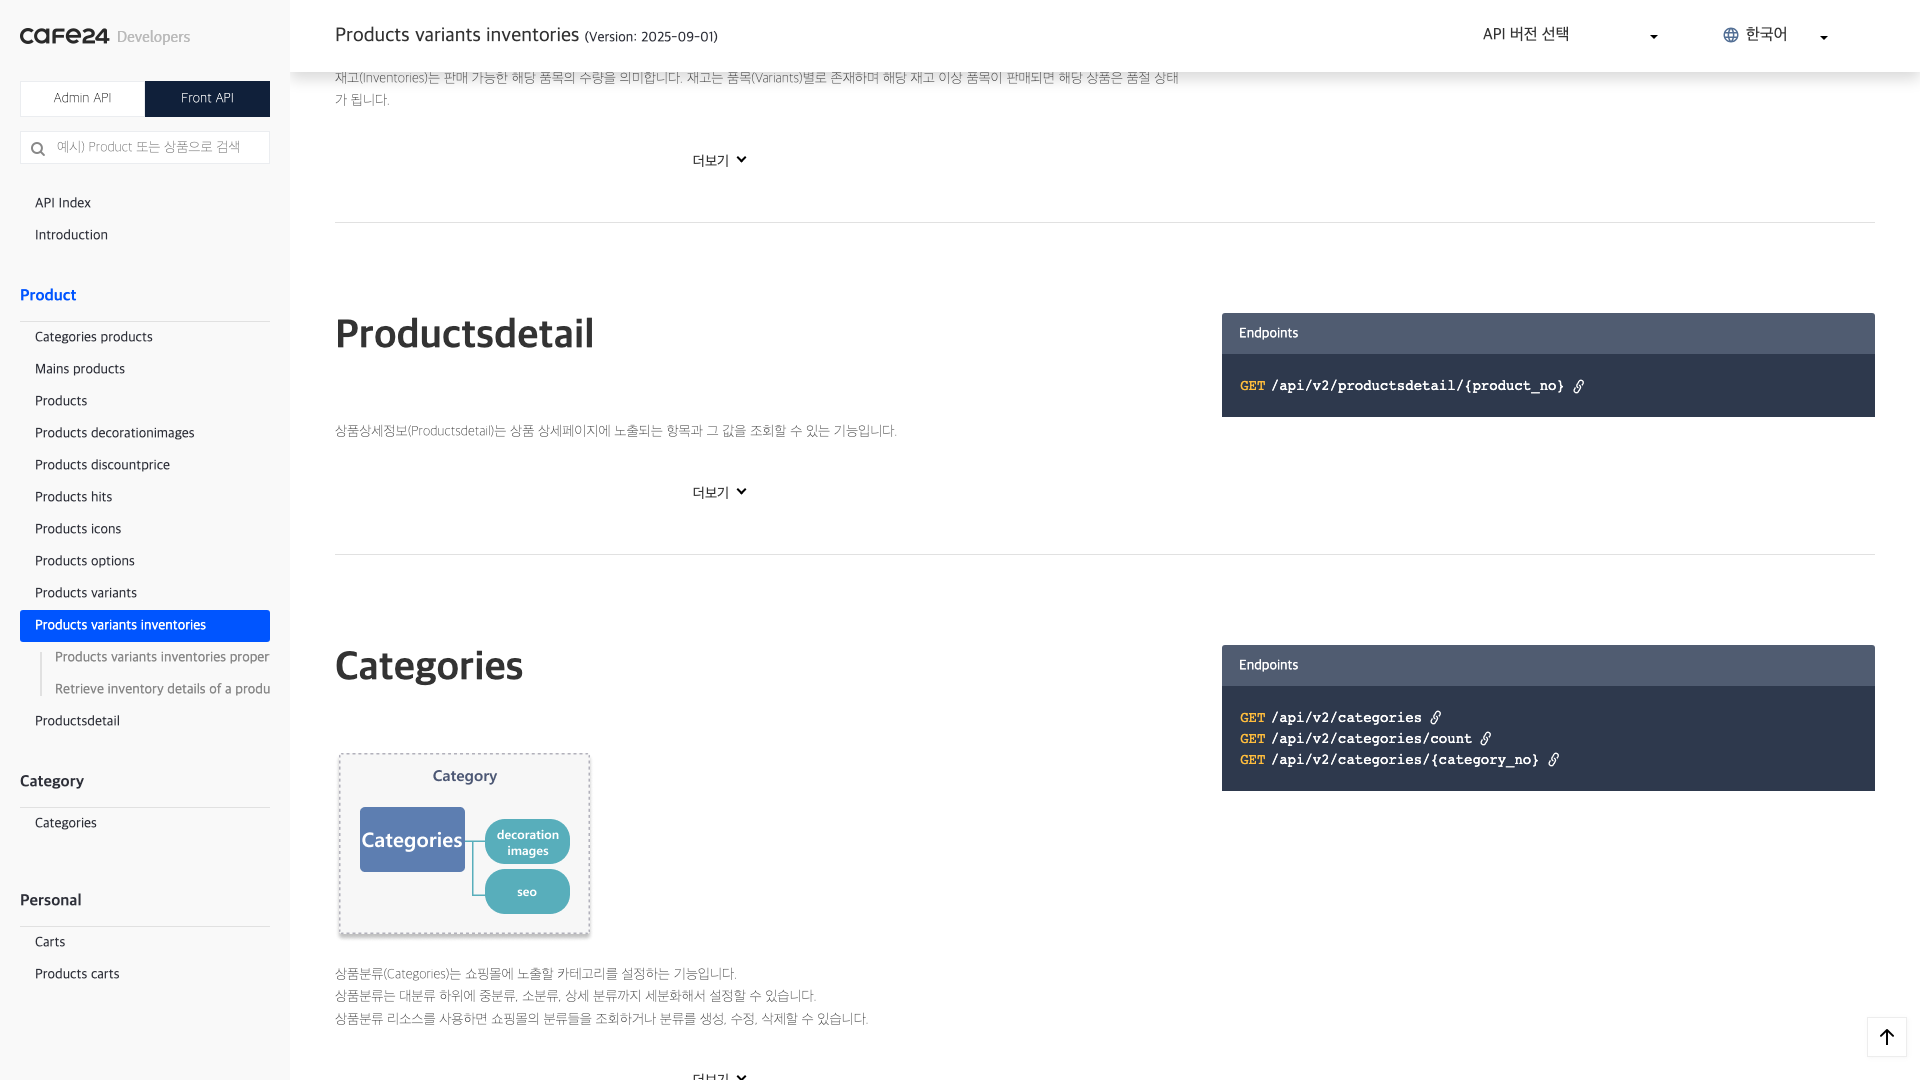 CAFE24 Developers
Admin API
Front API
예시) Product 또는 상품으로 검색
API Index
Introduction
Product
Categories products
Mains products
Products
Products decorationimages
Products discountprice
Products hits
Products icons
Products options
Products variants
Products variants inventories
Products variants inventories proper
Retrieve inventory details of a produ
Productsdetail
Category
Categories
Personal
Carts
Products carts
Products variants inventories (Version: 2025-09-01)
API 버전 선택
한국어
재고(Inventories)는 판매 가능한 해당 품목의 수량을 의미합니다. 재고는 품목(Variants)별로 존재하며 해당 재고 이상 품목이 판매되면 해당 상품은 품절 상태
가 됩니다.
더보기
Productsdetail
상품상세정보(Productsdetail)는 상품 상세페이지에 노출되는 항목과 그 값을 조회할 수 있는 기능입니다.
더보기
Endpoints
GET /api/v2/productsdetail/{product_no}
Categories
Category
Categories
decoration
images
seo
상품분류(Categories)는 쇼핑몰에 노출할 카테고리를 설정하는 기능입니다.
상품분류는 대분류 하위에 중분류, 소분류, 상세 분류까지 세분화해서 설정할 수 있습니다.
상품분류 리소스를 사용하면 쇼핑몰의 분류들을 조회하거나 분류를 생성, 수정, 삭제할 수 있습니다.
더보기
Endpoints
GET /api/v2/categories
GET /api/v2/categories/count
GET /api/v2/categories/{category_no}